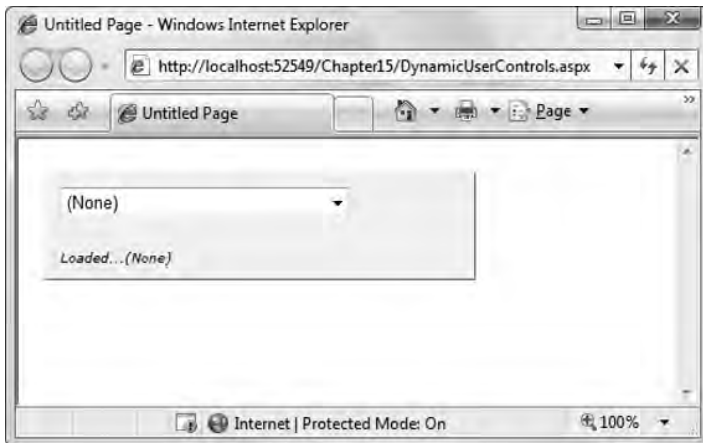 Untitled Page - Windows Internet Explorer
http://localhost:52549/Chapter15/DynamicUserControls.aspx
Untitled Page
Page
(None)
Loaded...(None)
Internet | Protected Mode: On
100%